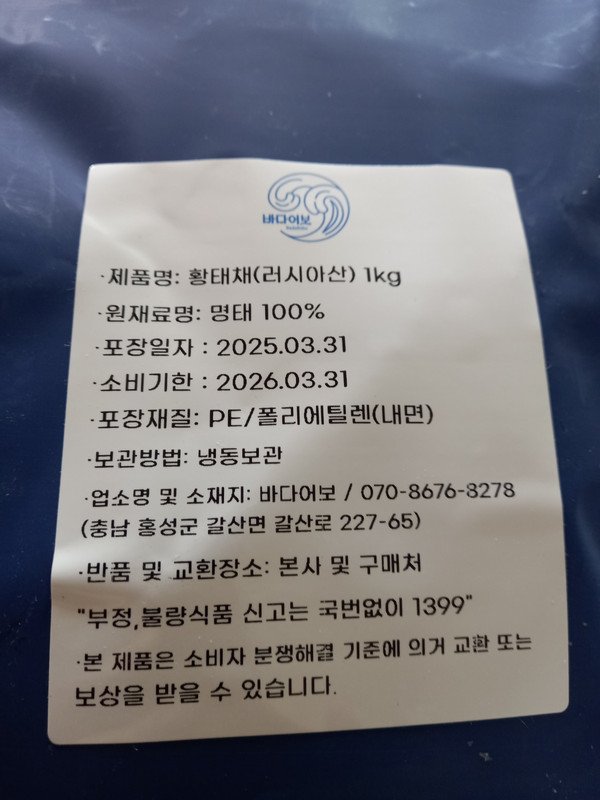 바다어보
·제품명: 황태채(러시아산) 1kg
·원재료명: 명태 100%
·포장일자 : 2025.03.31
·소비기한 : 2026.03.31
·포장재질: PE/폴리에틸렌(내면)
·보관방법: 냉동보관
·업소명 및 소재지: 바다어보 / 070-8676-8278
(충남 홍성군 갈산면 갈산로 227-65)
·반품 및 교환장소: 본사 및 구매처
"부정,불량식품 신고는 국번없이 1399"
·본 제품은 소비자 분쟁해결 기준에 의거 교환 또는
보상을 받을 수 있습니다.